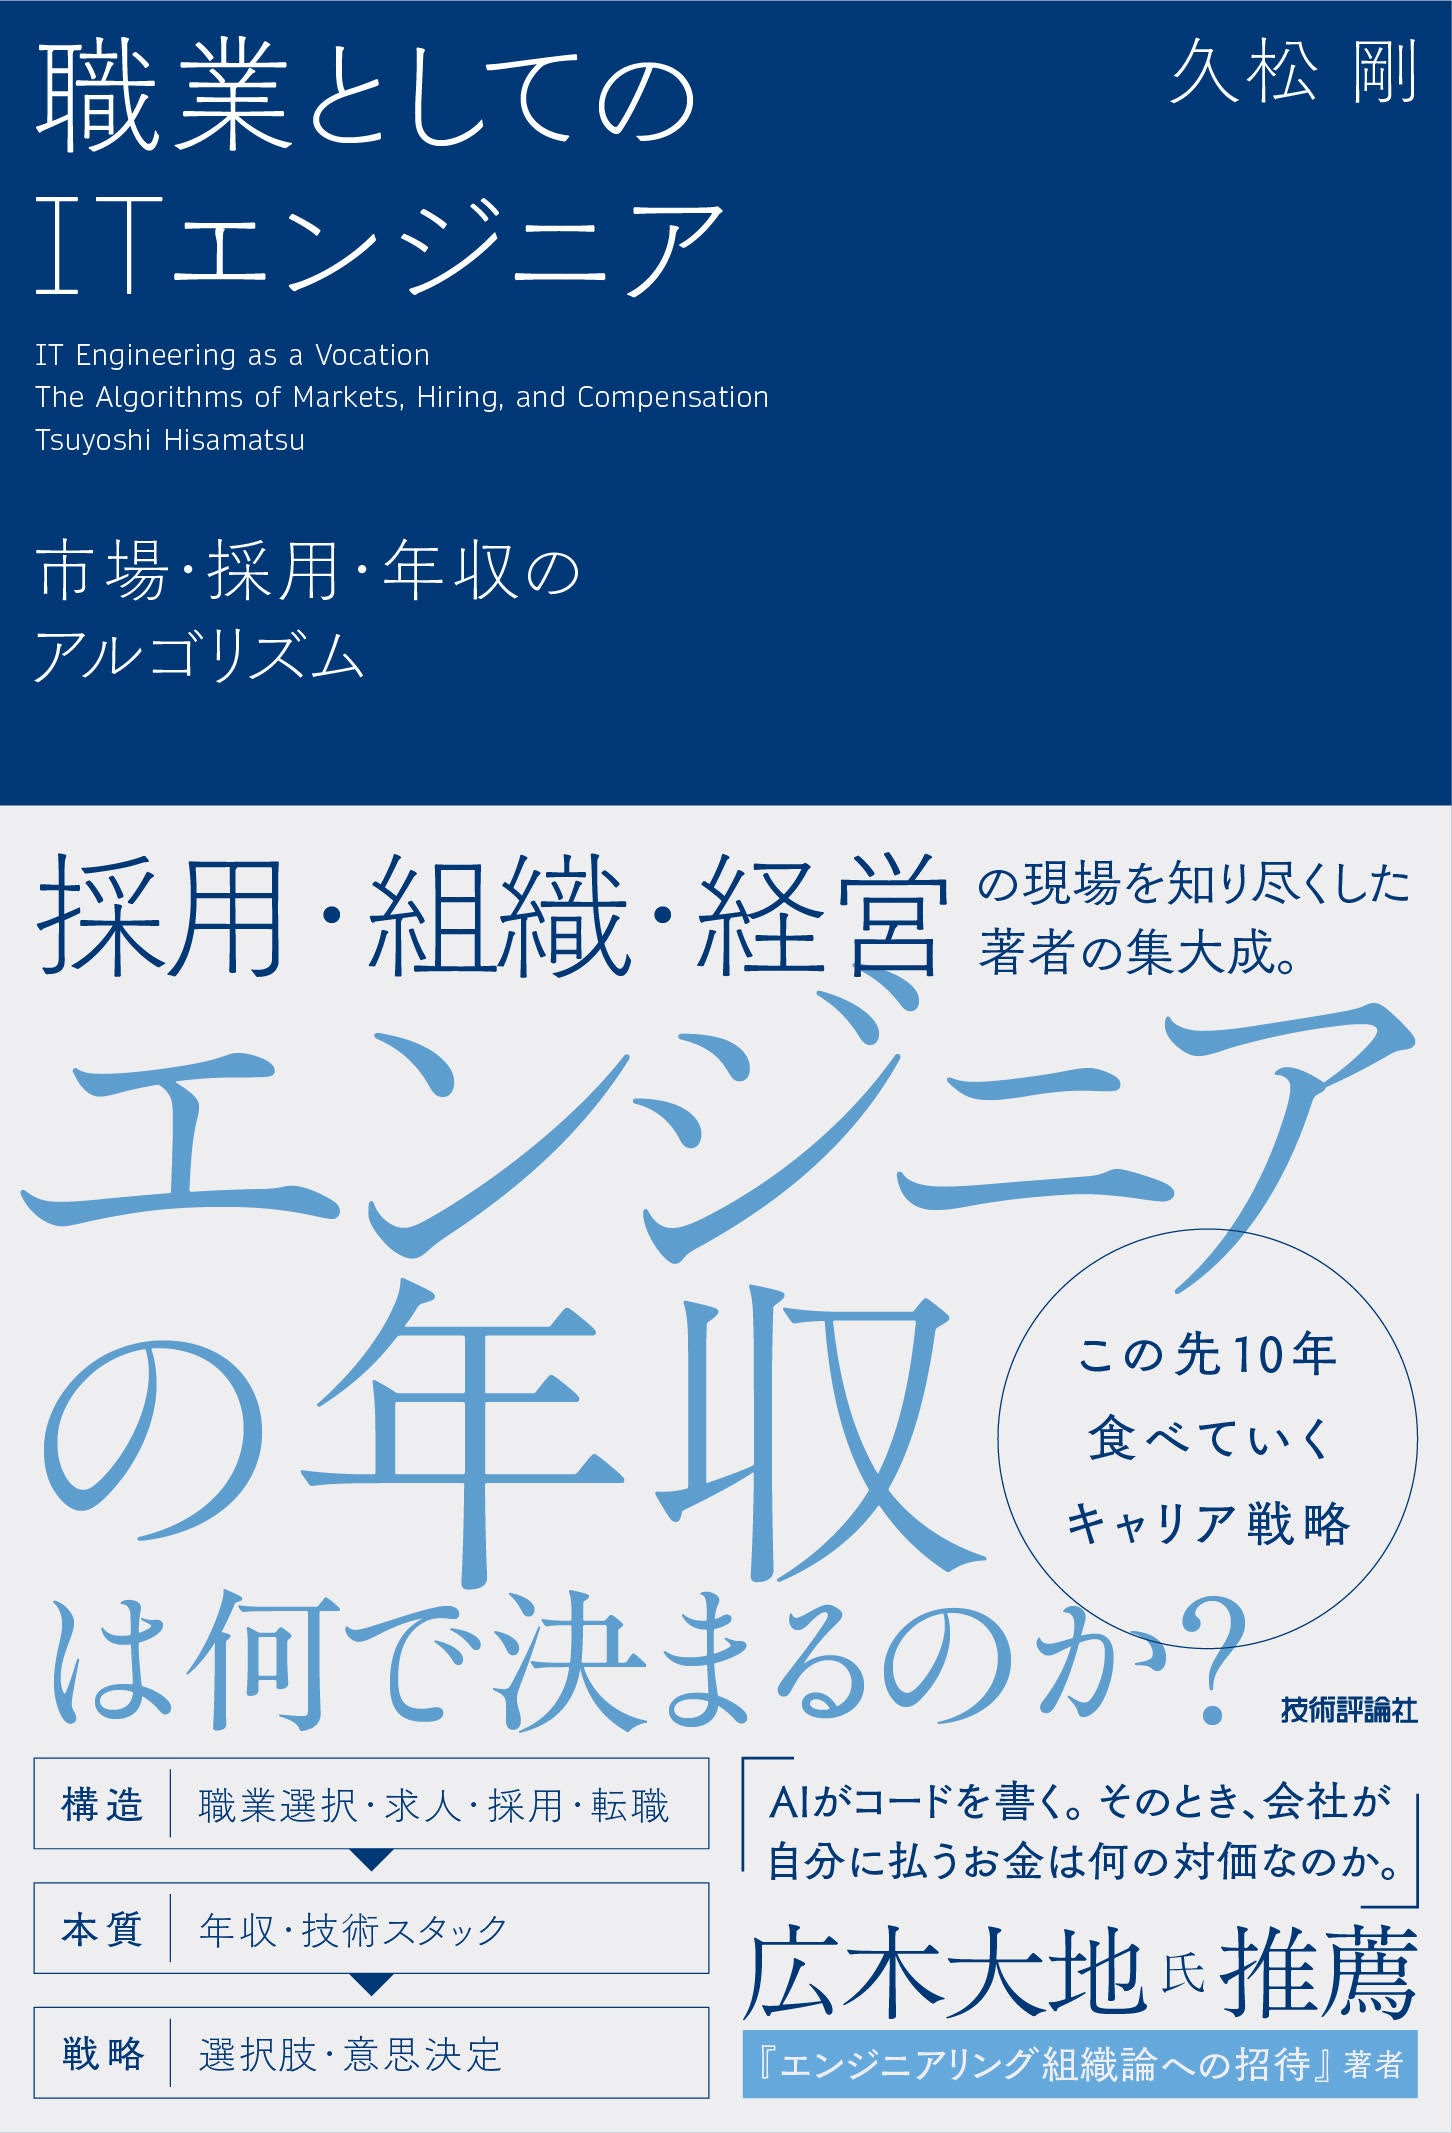 職業としての
ITエンジニア
久松 剛
IT Engineering as a Vocation
The Algorithms of Markets, Hiring, and Compensation
Tsuyoshi Hisamatsu
市場・採用・年収の
アルゴリズム
採用・組織・経営
の現場を知り尽くした
著者の集大成。
エンジニア
の年収
は何で決まるのか?
この先10年
食べていく
キャリア戦略
技術評論社
構造 職業選択・求人・採用・転職
本質 年収・技術スタック
戦略 選択肢・意思決定
「AIがコードを書く。そのとき、会社が
自分に払うお金は何の対価なのか。」
広木大地氏 推薦
『エンジニアリング組織論への招待』著者